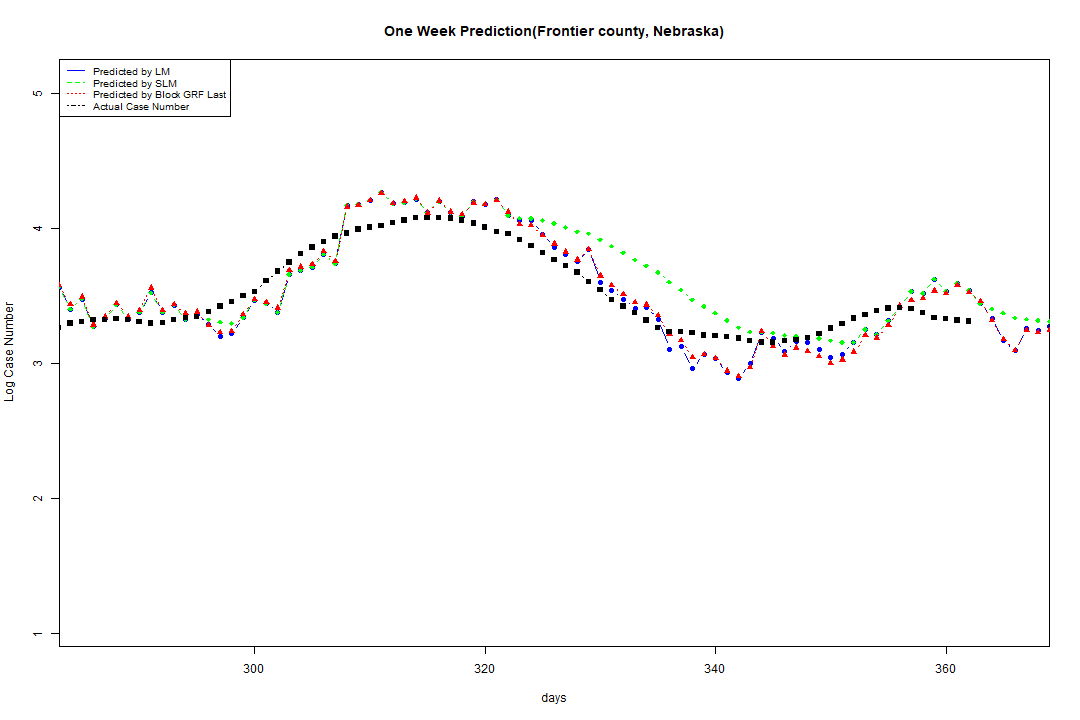 One Week Prediction(Frontier county, Nebraska)
Predicted by LM
Predicted by SLM
Predicted by Block GRF Last
Actual Case Number
5
4
3
2
1
Log Case Number
300 320 340 360
days